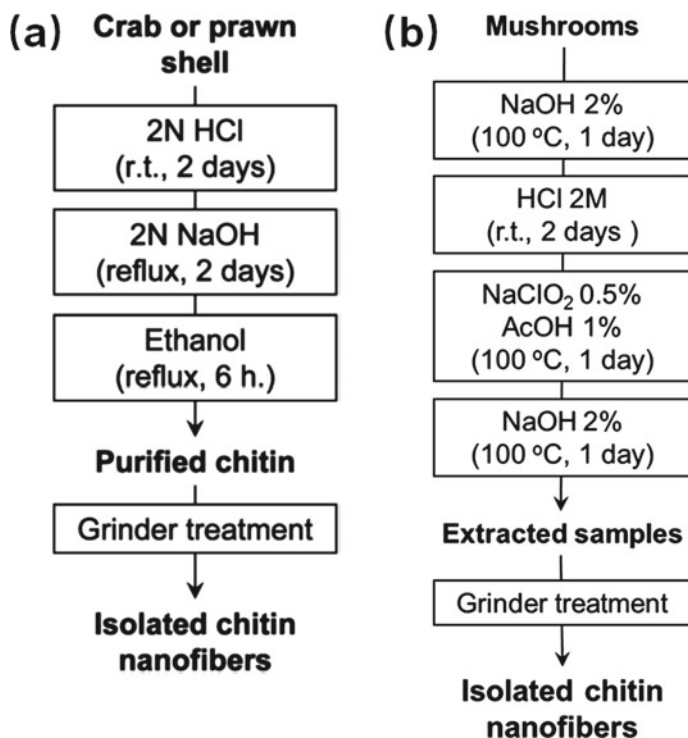 (a)
Crab or prawn
shell
2N HCl
(r.t., 2 days)
2N NaOH
(reflux, 2 days)
Ethanol
(reflux, 6 h.)
Purified chitin
Grinder treatment
Isolated chitin
nanofibers
(b)
Mushrooms
NaOH 2%
(100 ºC, 1 day)
HCl 2M
(r.t., 2 days )
NaClO₂ 0.5%
AcOH 1%
(100 ºC, 1 day)
NaOH 2%
(100 ºC, 1 day)
Extracted samples
Grinder treatment
Isolated chitin
nanofibers